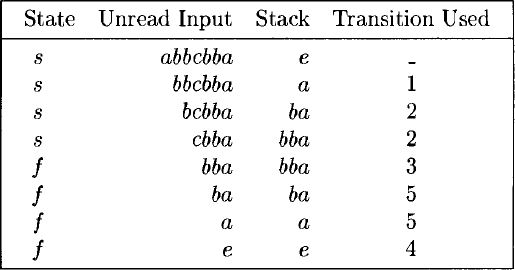 State Unread Input Stack Transition Used
s abbcbba e –
s bbcbba a 1
s bcbba ba 2
s cbba bba 2
f bba bba 3
f ba ba 5
f a a 5
f e e 4